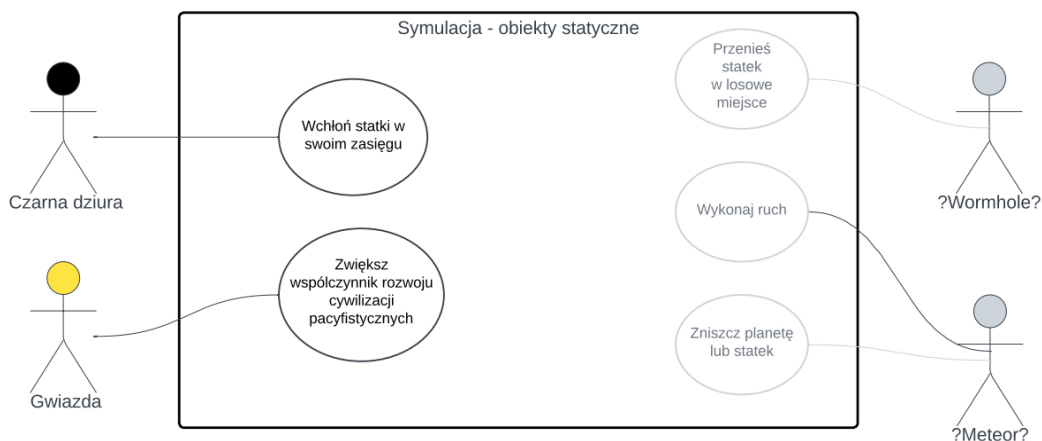 Symulacja - obiekty statyczne
Przenieś
statek
w losowe
miejsce
Wchłoń statki w
swoim zasięgu
Czarna dziura
?Wormhole?
Wykonaj ruch
Zwiększ
wspólczynnik rozwoju
cywilizacji
pacyfistycznych
Zniszcz planetę
lub statek
Gwiazda
?Meteor?